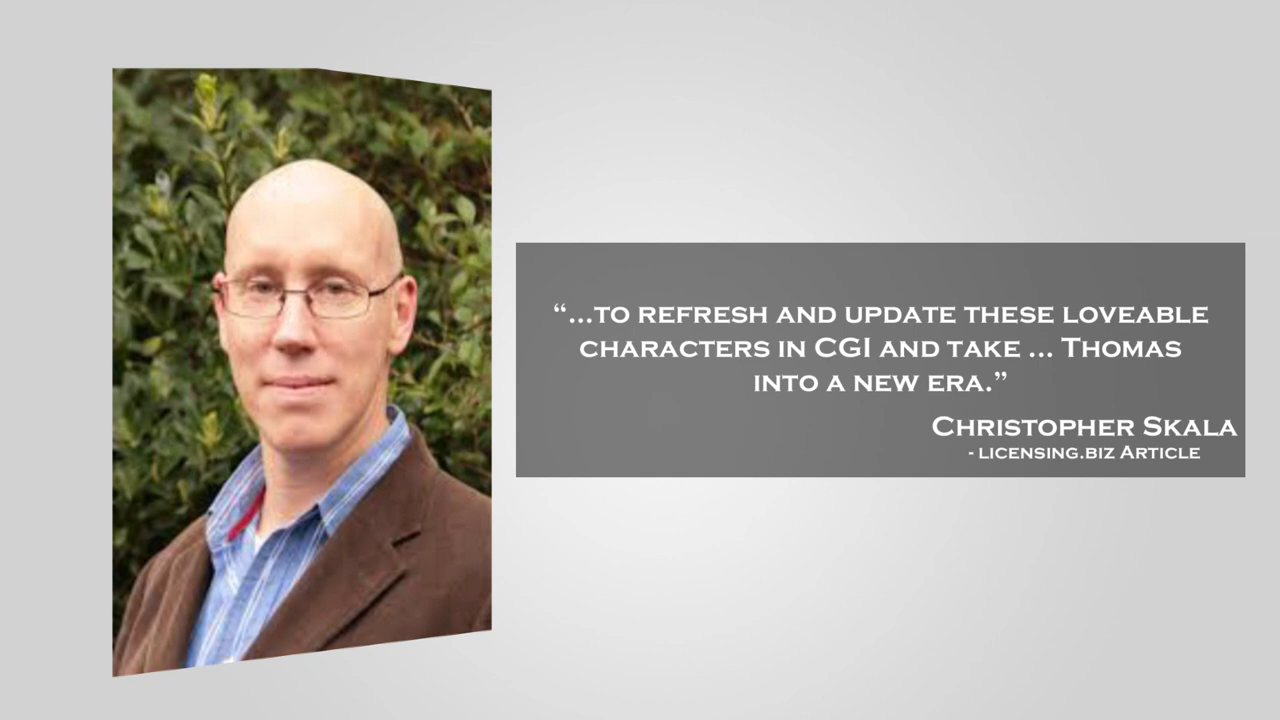 “...TO REFRESH AND UPDATE THESE LOVEABLE
CHARACTERS IN CGI AND TAKE ... THOMAS
INTO A NEW ERA.”
CHRISTOPHER SKALA
- LICENSING.BIZ ARTICLE